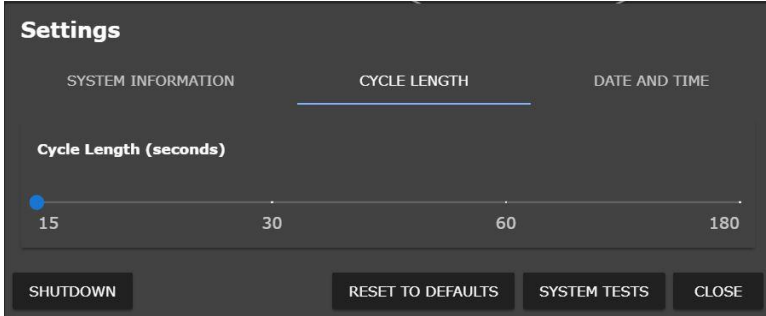 Settings
SYSTEM INFORMATION CYCLE LENGTH DATE AND TIME
Cycle Length (seconds)
15 30 60 180
SHUTDOWN RESET TO DEFAULTS SYSTEM TESTS CLOSE